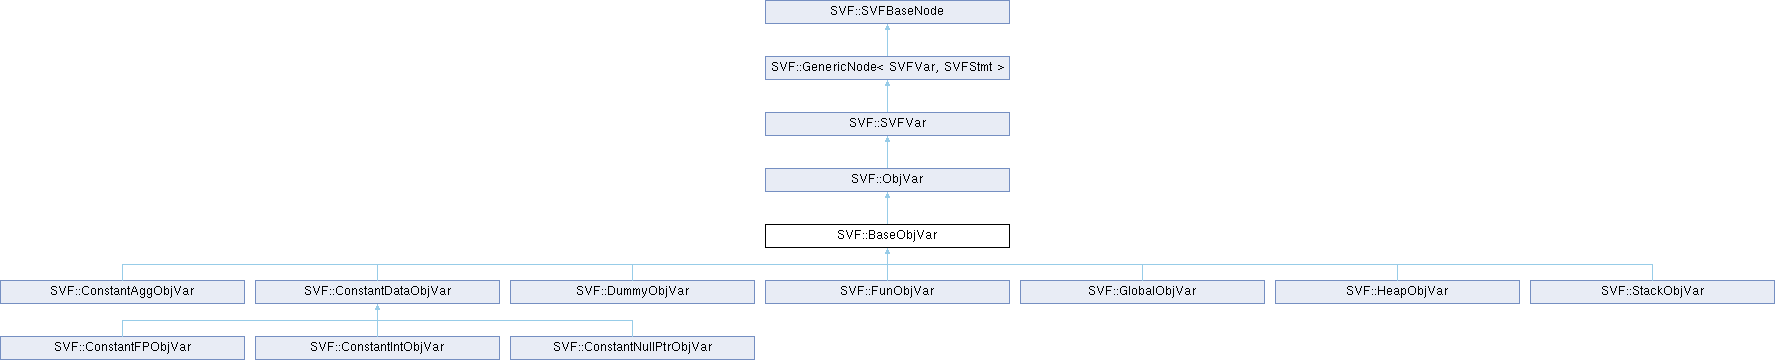 SVF::SVFBaseNode
SVF::GenericNode< SVFVar, SVFStmt >
SVF::SVFVar
SVF::ObjVar
SVF::BaseObjVar
SVF::ConstantAggObjVar SVF::ConstantDataObjVar SVF::DummyObjVar SVF::FunObjVar SVF::GlobalObjVar SVF::HeapObjVar SVF::StackObjVar
SVF::ConstantFPObjVar SVF::ConstantIntObjVar SVF::ConstantNullPtrObjVar